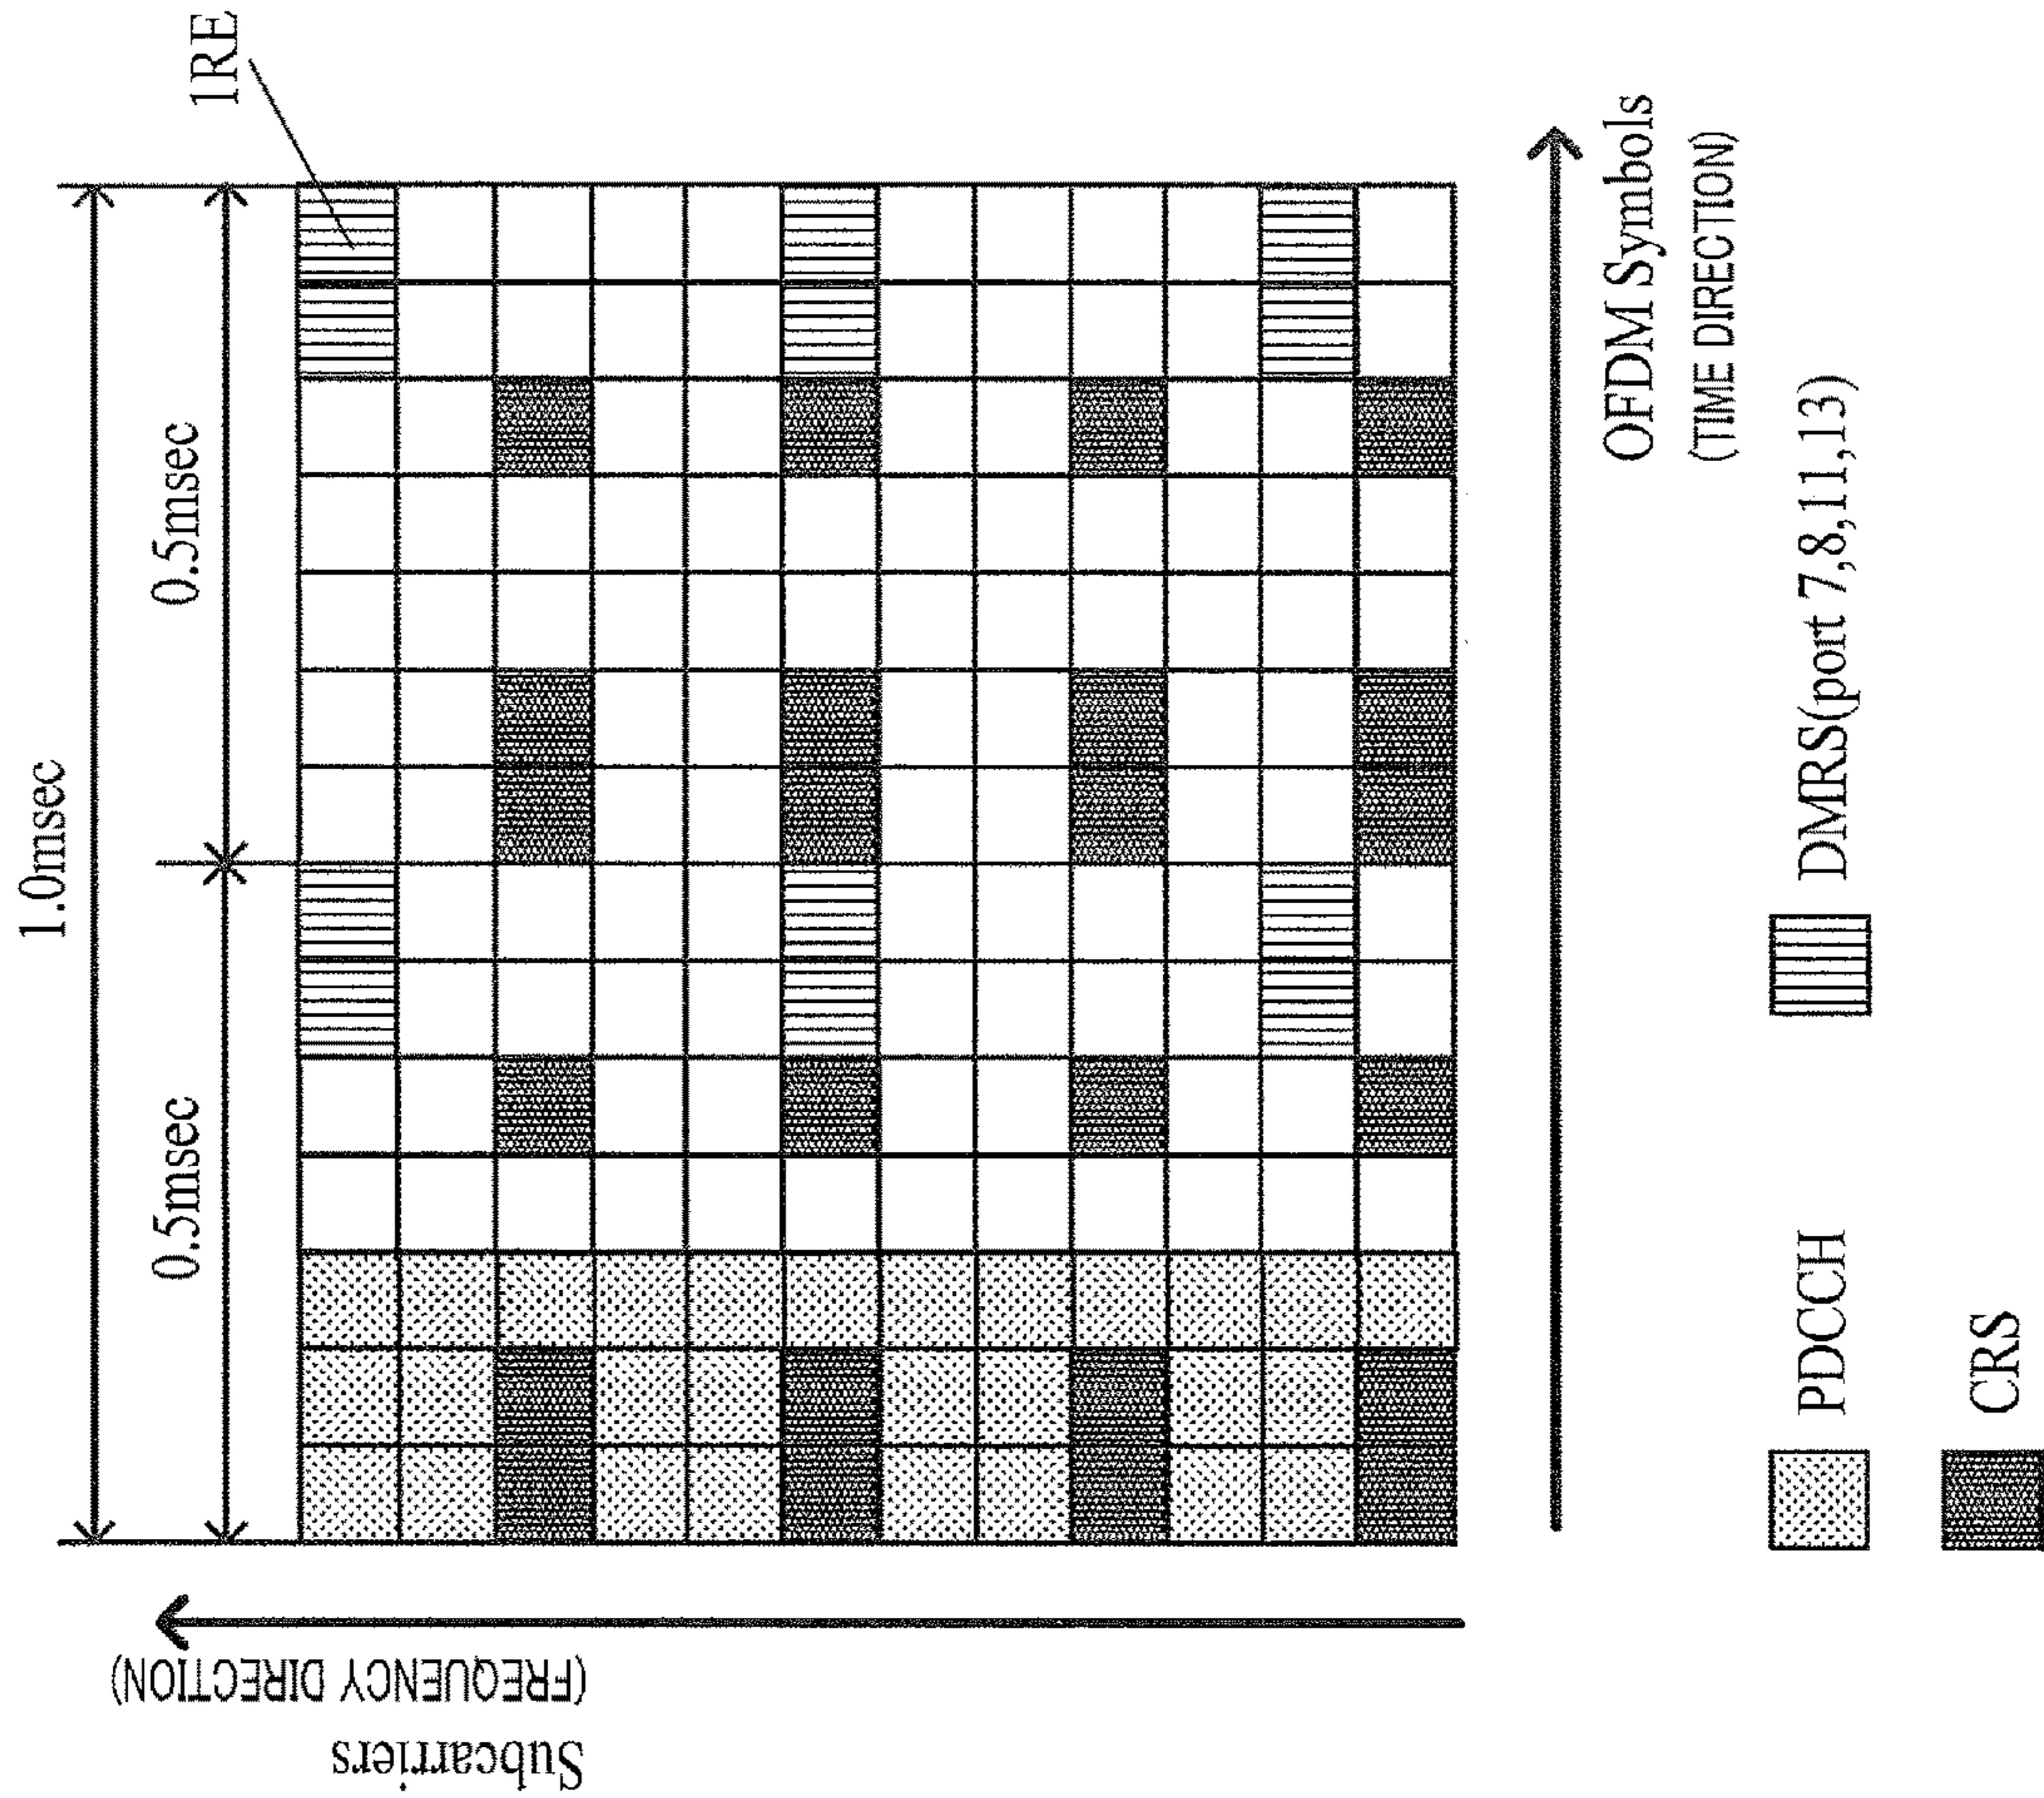 1.0msec
0.5msec
0.5msec
1RE
Subcarriers
(FREQUENCY DIRECTION)
OFDM Symbols
(TIME DIRECTION)
PDCCH
DMRS(port 7,8,11,13)
CRS